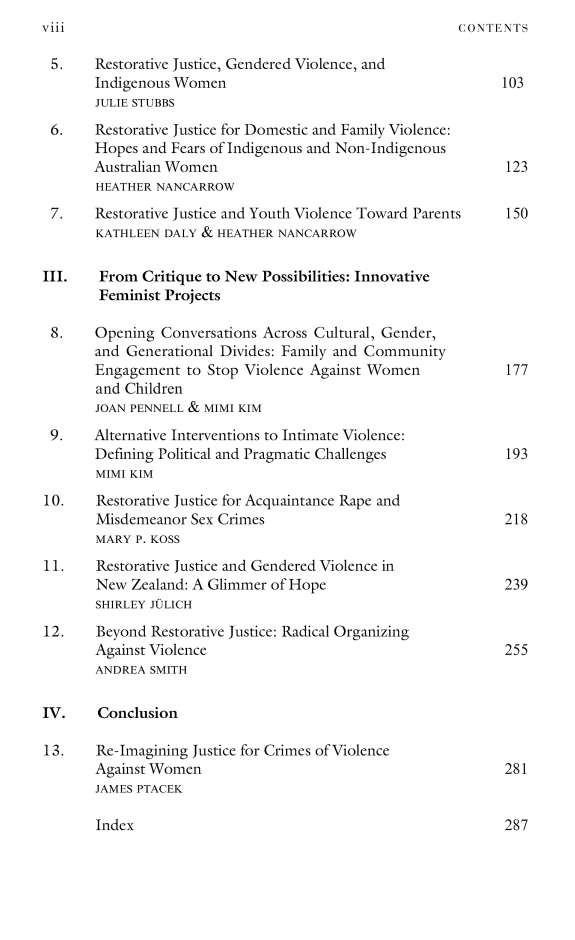 viii CONTENTS
5. Restorative Justice, Gendered Violence, and
Indigenous Women 103
JULIE STUBBS
6. Restorative Justice for Domestic and Family Violence:
Hopes and Fears of Indigenous and Non-Indigenous
Australian Women 123
HEATHER NANCARROW
7. Restorative Justice and Youth Violence Toward Parents 150
KATHLEEN DALY & HEATHER NANCARROW
III. From Critique to New Possibilities: Innovative
Feminist Projects
8. Opening Conversations Across Cultural, Gender,
and Generational Divides: Family and Community
Engagement to Stop Violence Against Women 177
and Children
JOAN PENNELL & MIMI KIM
9. Alternative Interventions to Intimate Violence:
Defining Political and Pragmatic Challenges 193
MIMI KIM
10. Restorative Justice for Acquaintance Rape and
Misdemeanor Sex Crimes 218
MARY P. KOSS
11. Restorative Justice and Gendered Violence in
New Zealand: A Glimmer of Hope 239
SHIRLEY JÜLICH
12. Beyond Restorative Justice: Radical Organizing
Against Violence 255
ANDREA SMITH
IV. Conclusion
13. Re-Imagining Justice for Crimes of Violence
Against Women 281
JAMES PTACEK
Index 287